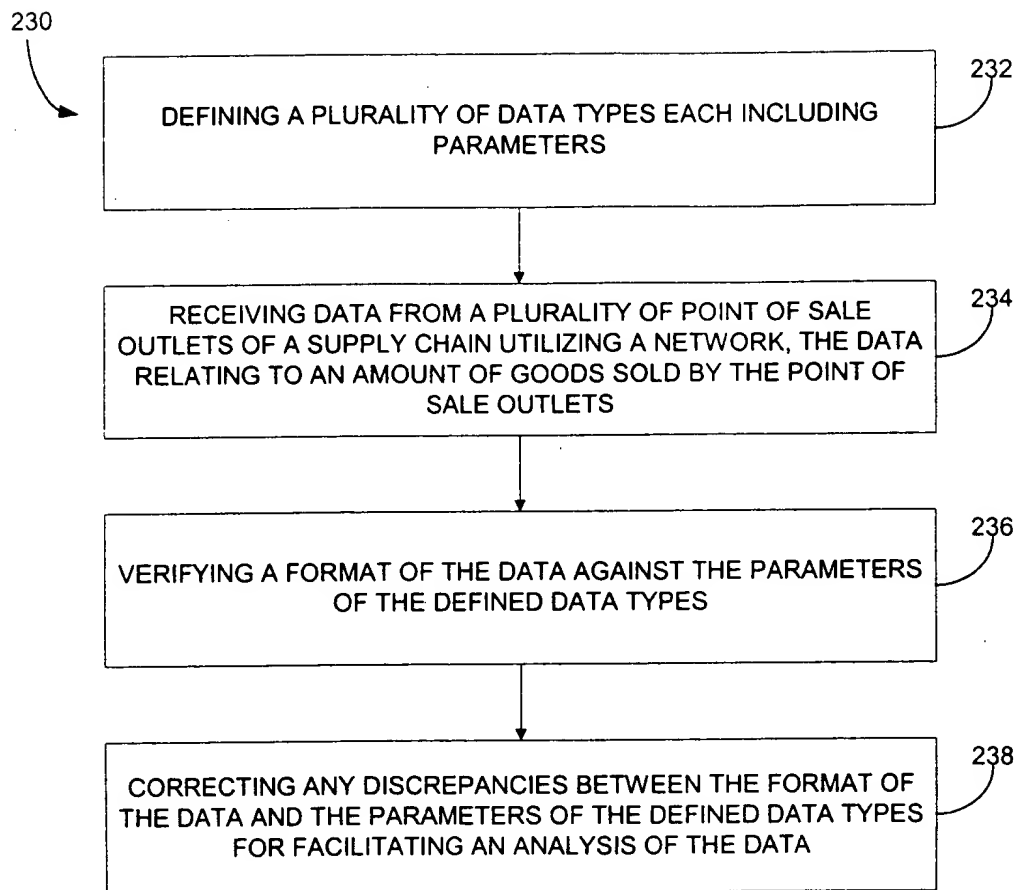 230
232
DEFINING A PLURALITY OF DATA TYPES EACH INCLUDING
PARAMETERS
234
RECEIVING DATA FROM A PLURALITY OF POINT OF SALE
OUTLETS OF A SUPPLY CHAIN UTILIZING A NETWORK, THE DATA
RELATING TO AN AMOUNT OF GOODS SOLD BY THE POINT OF
SALE OUTLETS
236
VERIFYING A FORMAT OF THE DATA AGAINST THE PARAMETERS
OF THE DEFINED DATA TYPES
238
CORRECTING ANY DISCREPANCIES BETWEEN THE FORMAT OF
THE DATA AND THE PARAMETERS OF THE DEFINED DATA TYPES
FOR FACILITATING AN ANALYSIS OF THE DATA